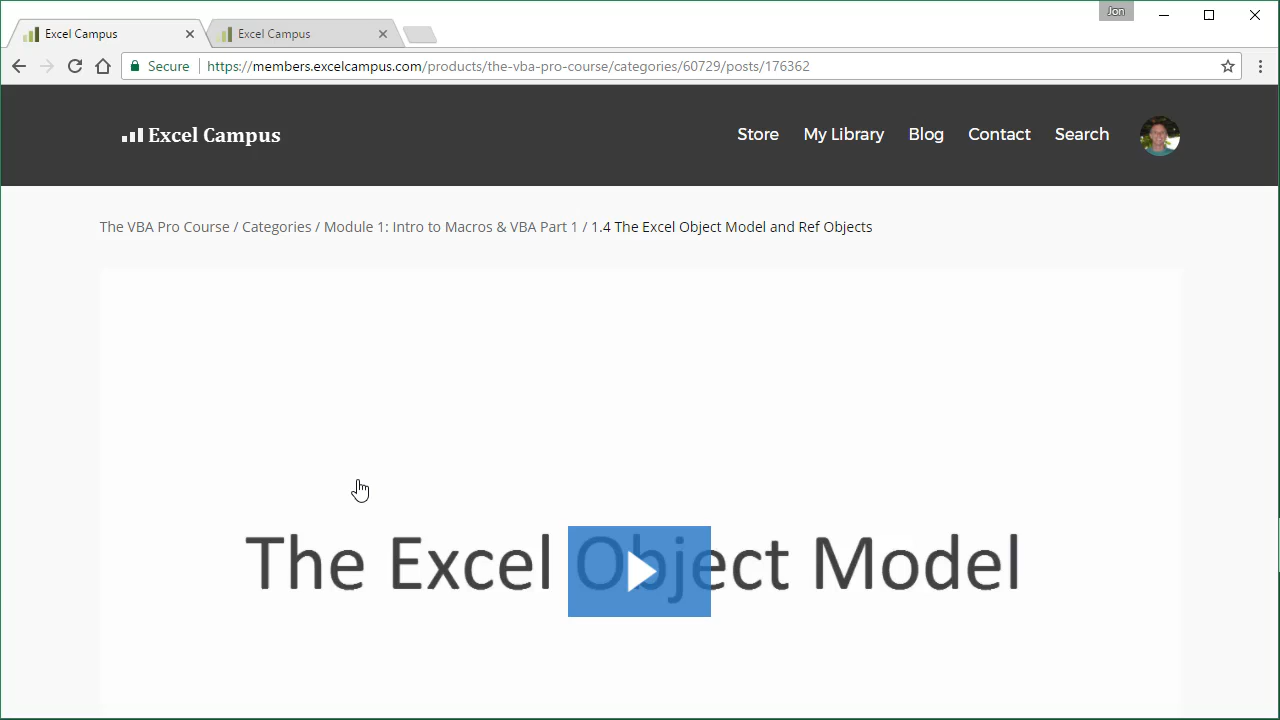 Jon
Excel Campus
Excel Campus
Secure https://members.excelcampus.com/products/the-vba-pro-course/categories/60729/posts/176362
Excel Campus Store My Library Blog Contact Search
The VBA Pro Course / Categories / Module 1: Intro to Macros & VBA Part 1 / 1.4 The Excel Object Model and Ref Objects
The Excel Object Model